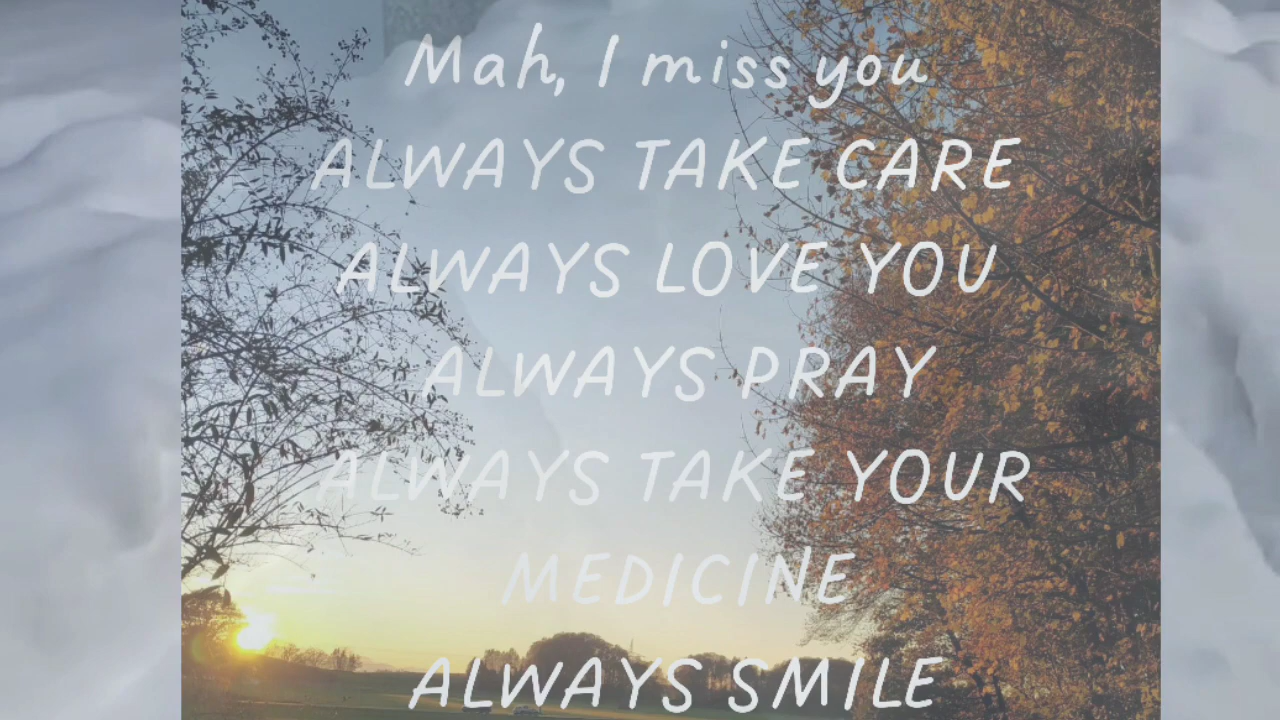 Mah, I miss you
ALWAYS TAKE CARE
ALWAYS LOVE YOU
ALWAYS PRAY
ALWAYS TAKE YOUR
MEDICINE
ALWAYS SMILE